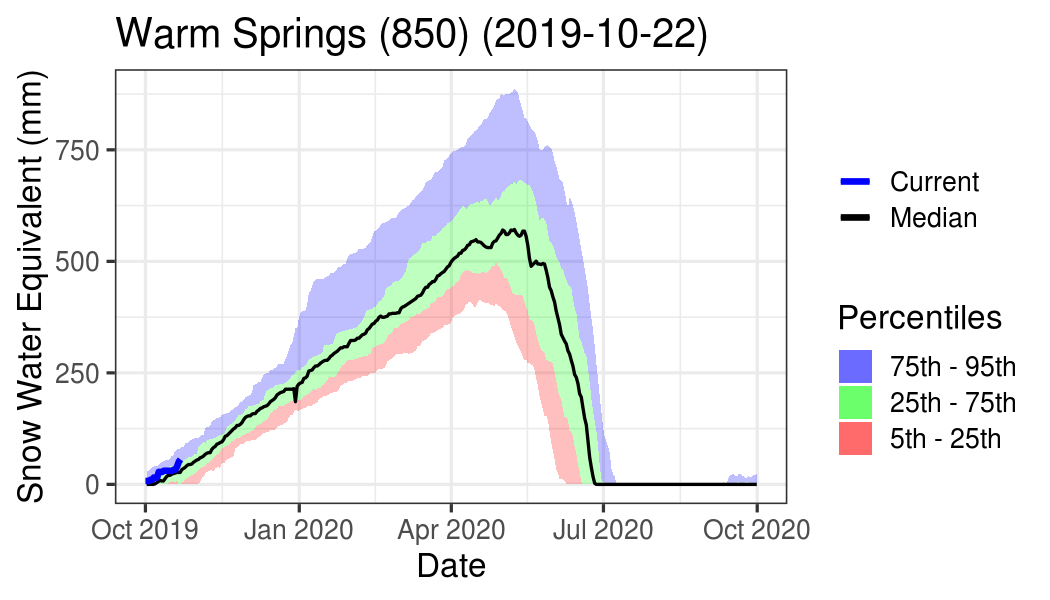 Warm Springs (850) (2019-10-22)
Snow Water Equivalent (mm)
750
500
250
0
Oct 2019
Jan 2020
Apr 2020
Jul 2020
Oct 2020
Date
Current
Median
Percentiles
75th - 95th
25th - 75th
5th - 25th